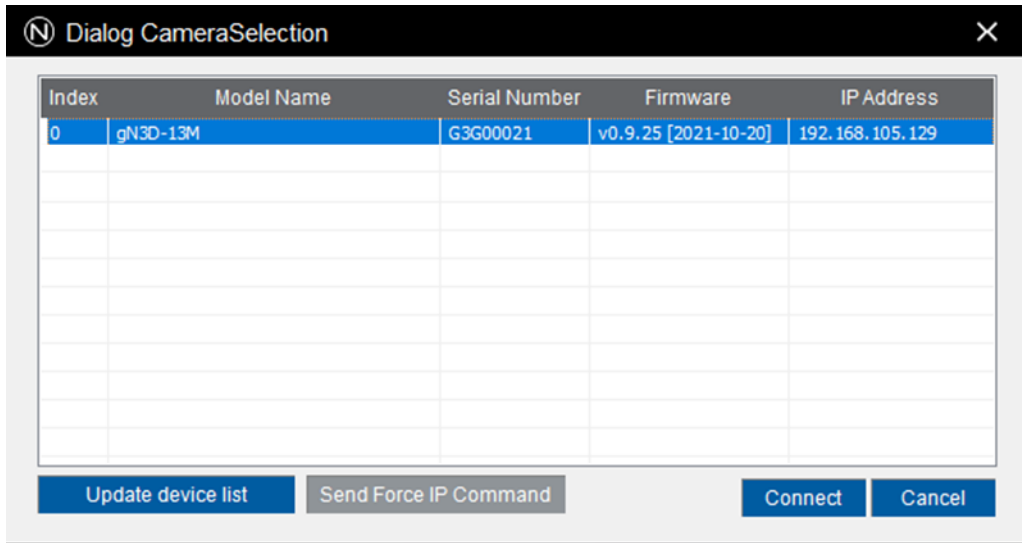 N Dialog CameraSelection
Index Model Name Serial Number Firmware IP Address
0 gN3D-13M G3G00021 v0.9.25 [2021-10-20] 192.168.105.129
Update device list Send Force IP Command Connect Cancel